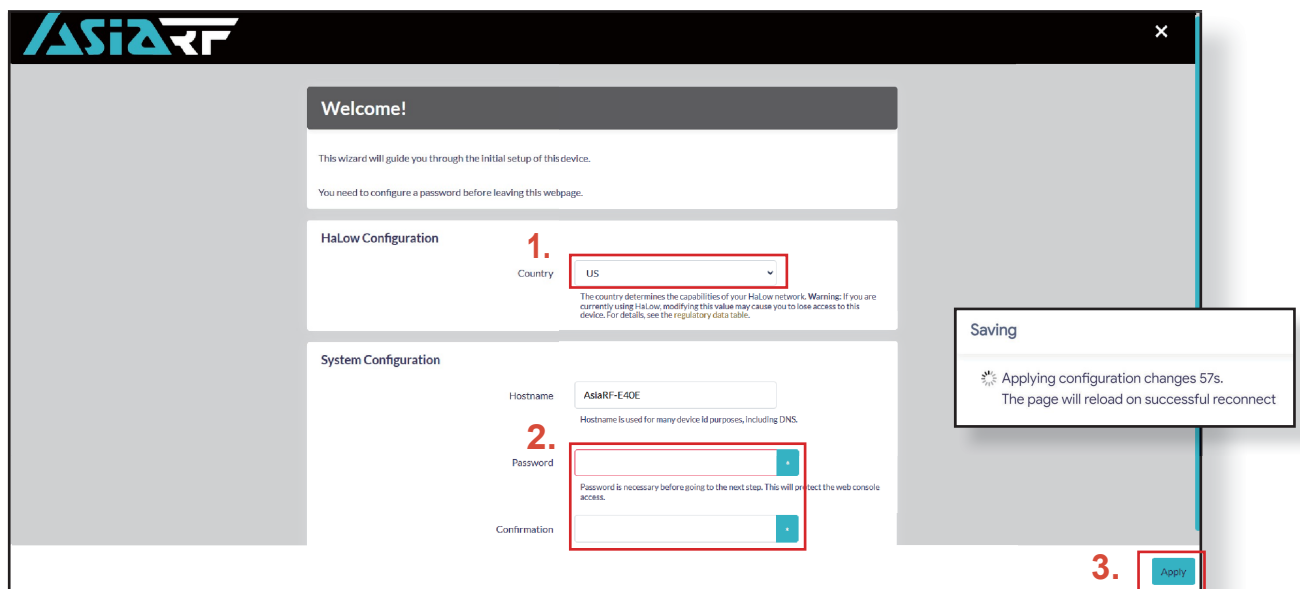 AsiaRF
×
Welcome!
This wizard will guide you through the initial setup of this device.
You need to configure a password before leaving this webpage.
HaLow Configuration
1.
Country
US
The country determines the capabilities of your HaLow network. Warning: If you are
currently using HaLow, modifying this value may cause you to lose access to this
device. For details, see the regulatory data table.
System Configuration
Hostname
AsiaRF-E40E
Hostname is used for many device id purposes, including DNS.
2.
Password
*
Password is necessary before going to the next step. This will protect the web console
access.
Confirmation
*
Saving
Applying configuration changes 57s.
The page will reload on successful reconnect
3.
Apply